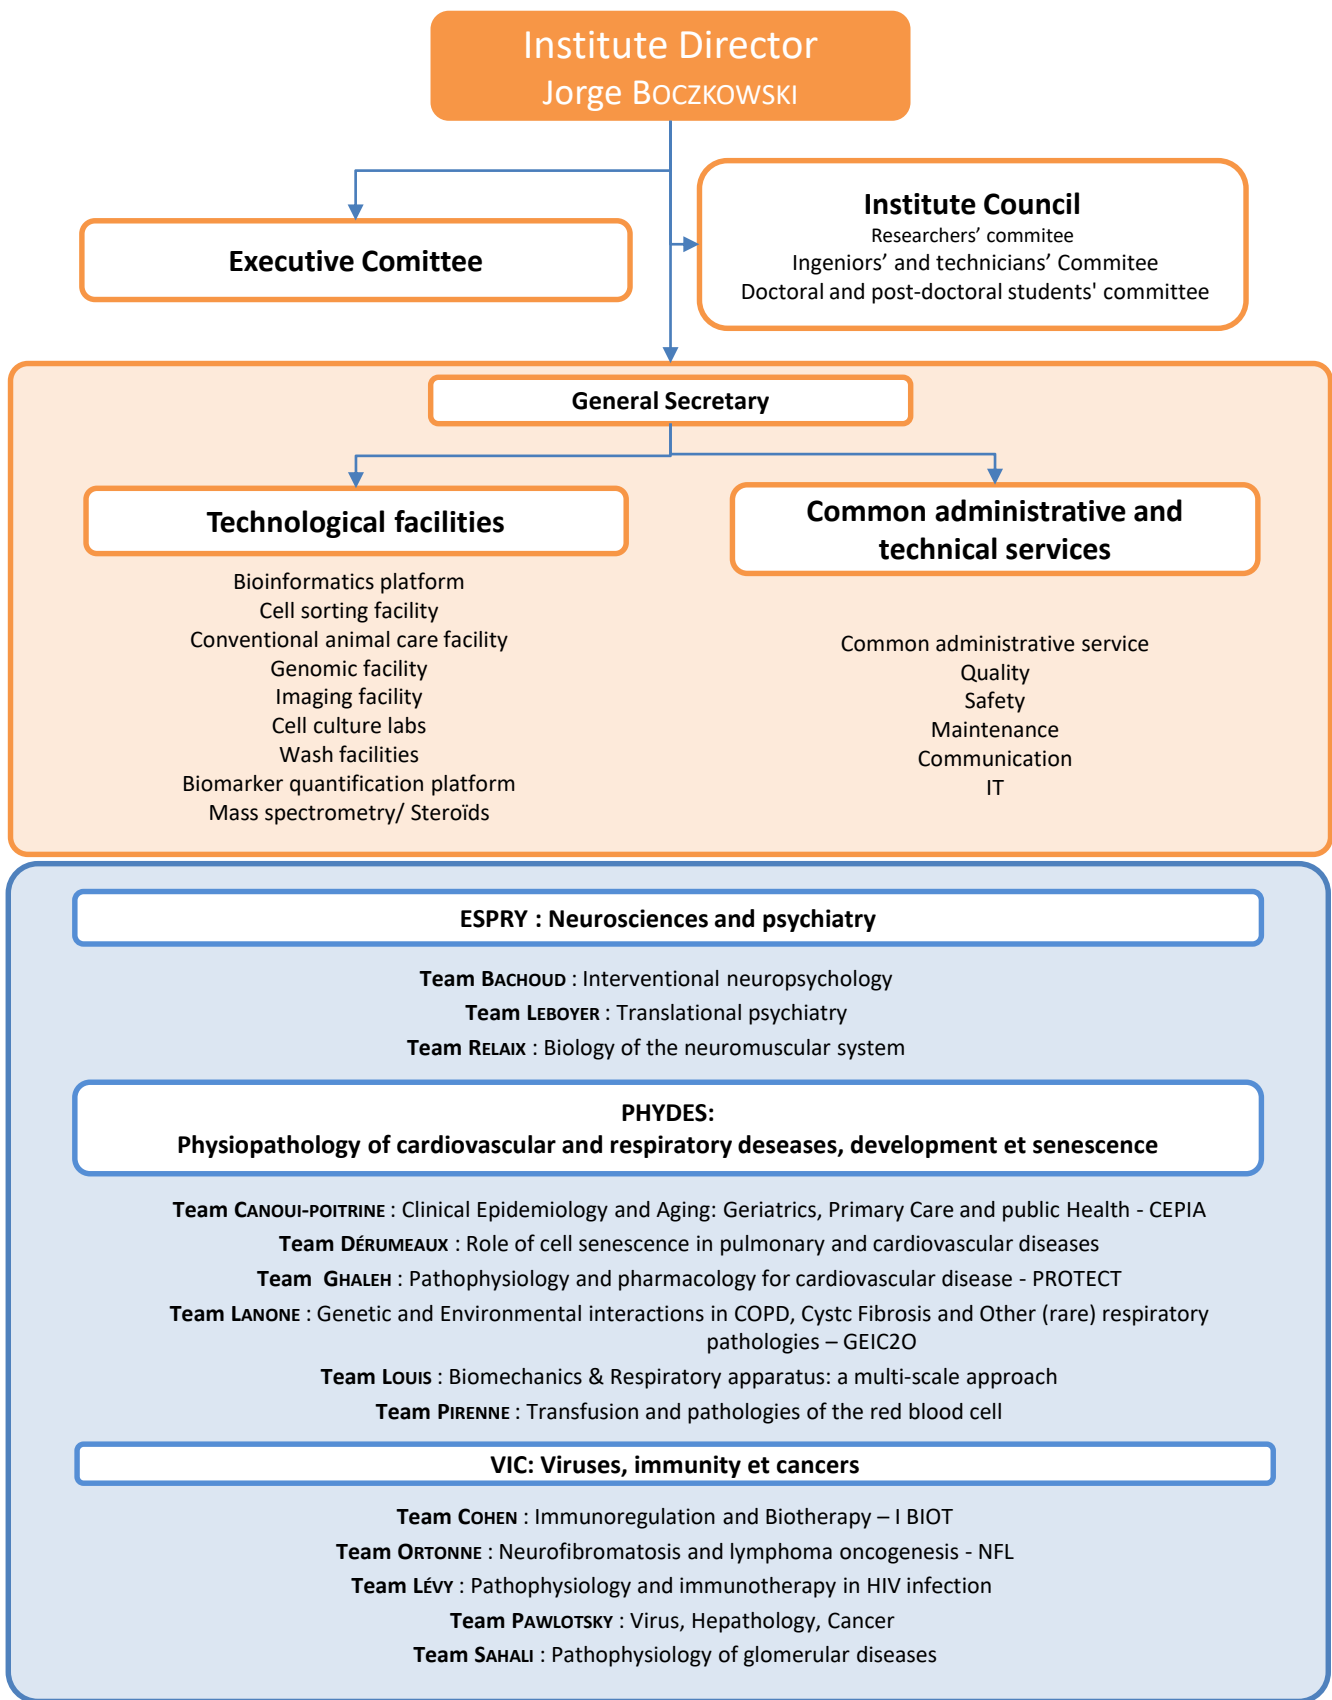 Institute Director
Jorge BOCZKOWSKI
Executive Comittee
Institute Council
Researchers’ commitee
Ingeniors’ and technicians’ Commitee
Doctoral and post-doctoral students' committee
General Secretary
Technological facilities
Bioinformatics platform
Cell sorting facility
Conventional animal care facility
Genomic facility
Imaging facility
Cell culture labs
Wash facilities
Biomarker quantification platform
Mass spectrometry/ Steroïds
Common administrative and
technical services
Common administrative service
Quality
Safety
Maintenance
Communication
IT
ESPRY : Neurosciences and psychiatry
Team BACHOUD : Interventional neuropsychology
Team LEBOYER : Translational psychiatry
Team RELAIX : Biology of the neuromuscular system
PHYDES:
Physiopathology of cardiovascular and respiratory deseases, development et senescence
Team CANOUI-POITRINE : Clinical Epidemiology and Aging: Geriatrics, Primary Care and public Health - CEPIA
Team DÉRUMEAUX : Role of cell senescence in pulmonary and cardiovascular diseases
Team GHALEH : Pathophysiology and pharmacology for cardiovascular disease - PROTECT
Team LANONE : Genetic and Environmental interactions in COPD, Cystc Fibrosis and Other (rare) respiratory
pathologies – GEIC2O
Team LOUIS : Biomechanics & Respiratory apparatus: a multi-scale approach
Team PIRENNE : Transfusion and pathologies of the red blood cell
VIC: Viruses, immunity et cancers
Team COHEN : Immunoregulation and Biotherapy – I BIOT
Team ORTONNE : Neurofibromatosis and lymphoma oncogenesis - NFL
Team LÉVY : Pathophysiology and immunotherapy in HIV infection
Team PAWLOTSKY : Virus, Hepathology, Cancer
Team SAHALI : Pathophysiology of glomerular diseases